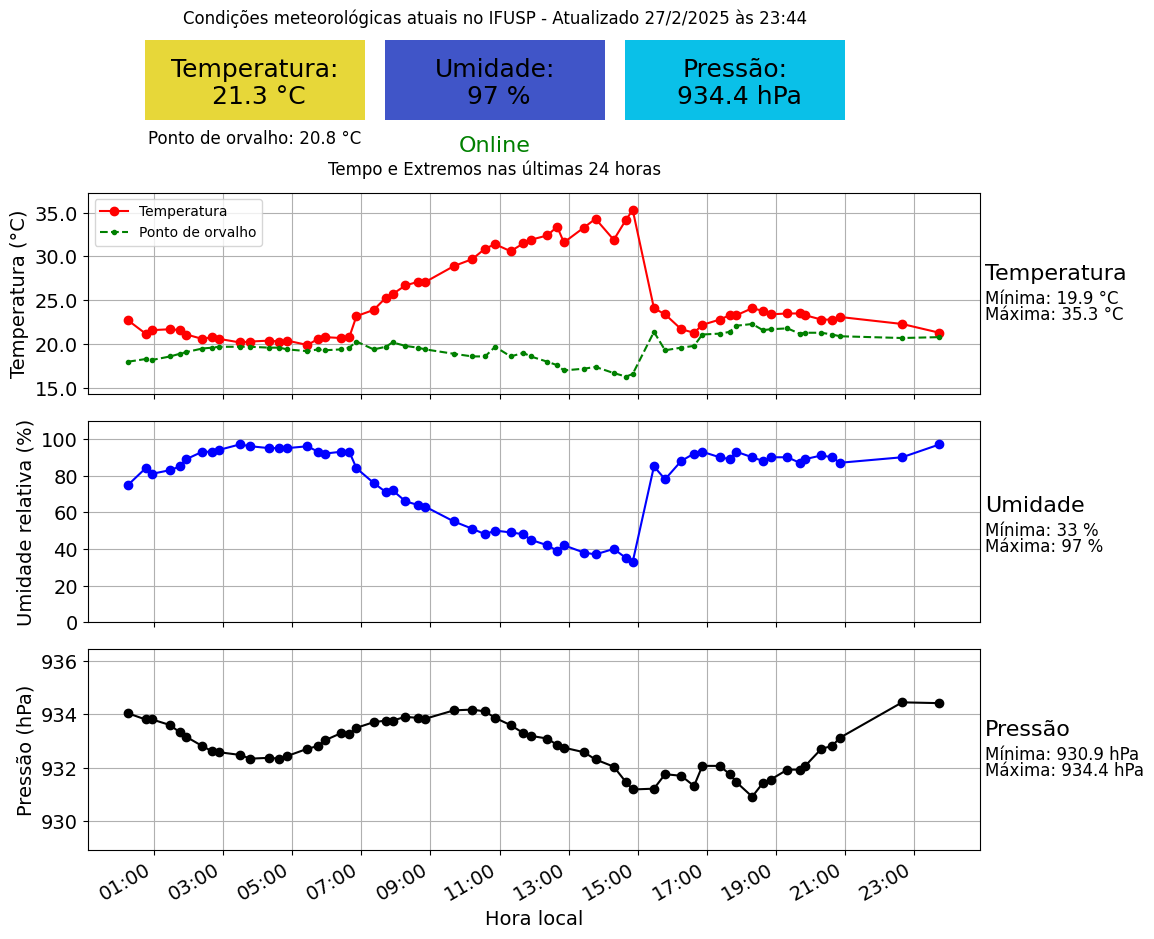 Condições meteorológicas atuais no IFUSP - Atualizado 27/2/2025 às 23:44
Temperatura:
21.3 °C
Umidade:
97 %
Pressão:
934.4 hPa
Ponto de orvalho: 20.8 °C
Online
Tempo e Extremos nas últimas 24 horas
Temperatura (°C)
35.0
30.0
25.0
20.0
15.0
Temperatura
Ponto de orvalho
Temperatura
Mínima: 19.9 °C
Máxima: 35.3 °C
Umidade relativa (%)
100
80
60
40
20
0
Umidade
Mínima: 33 %
Máxima: 97 %
Pressão (hPa)
936
934
932
930
Pressão
Mínima: 930.9 hPa
Máxima: 934.4 hPa
01:00 03:00 05:00 07:00 09:00 11:00 13:00 15:00 17:00 19:00 21:00 23:00
Hora local